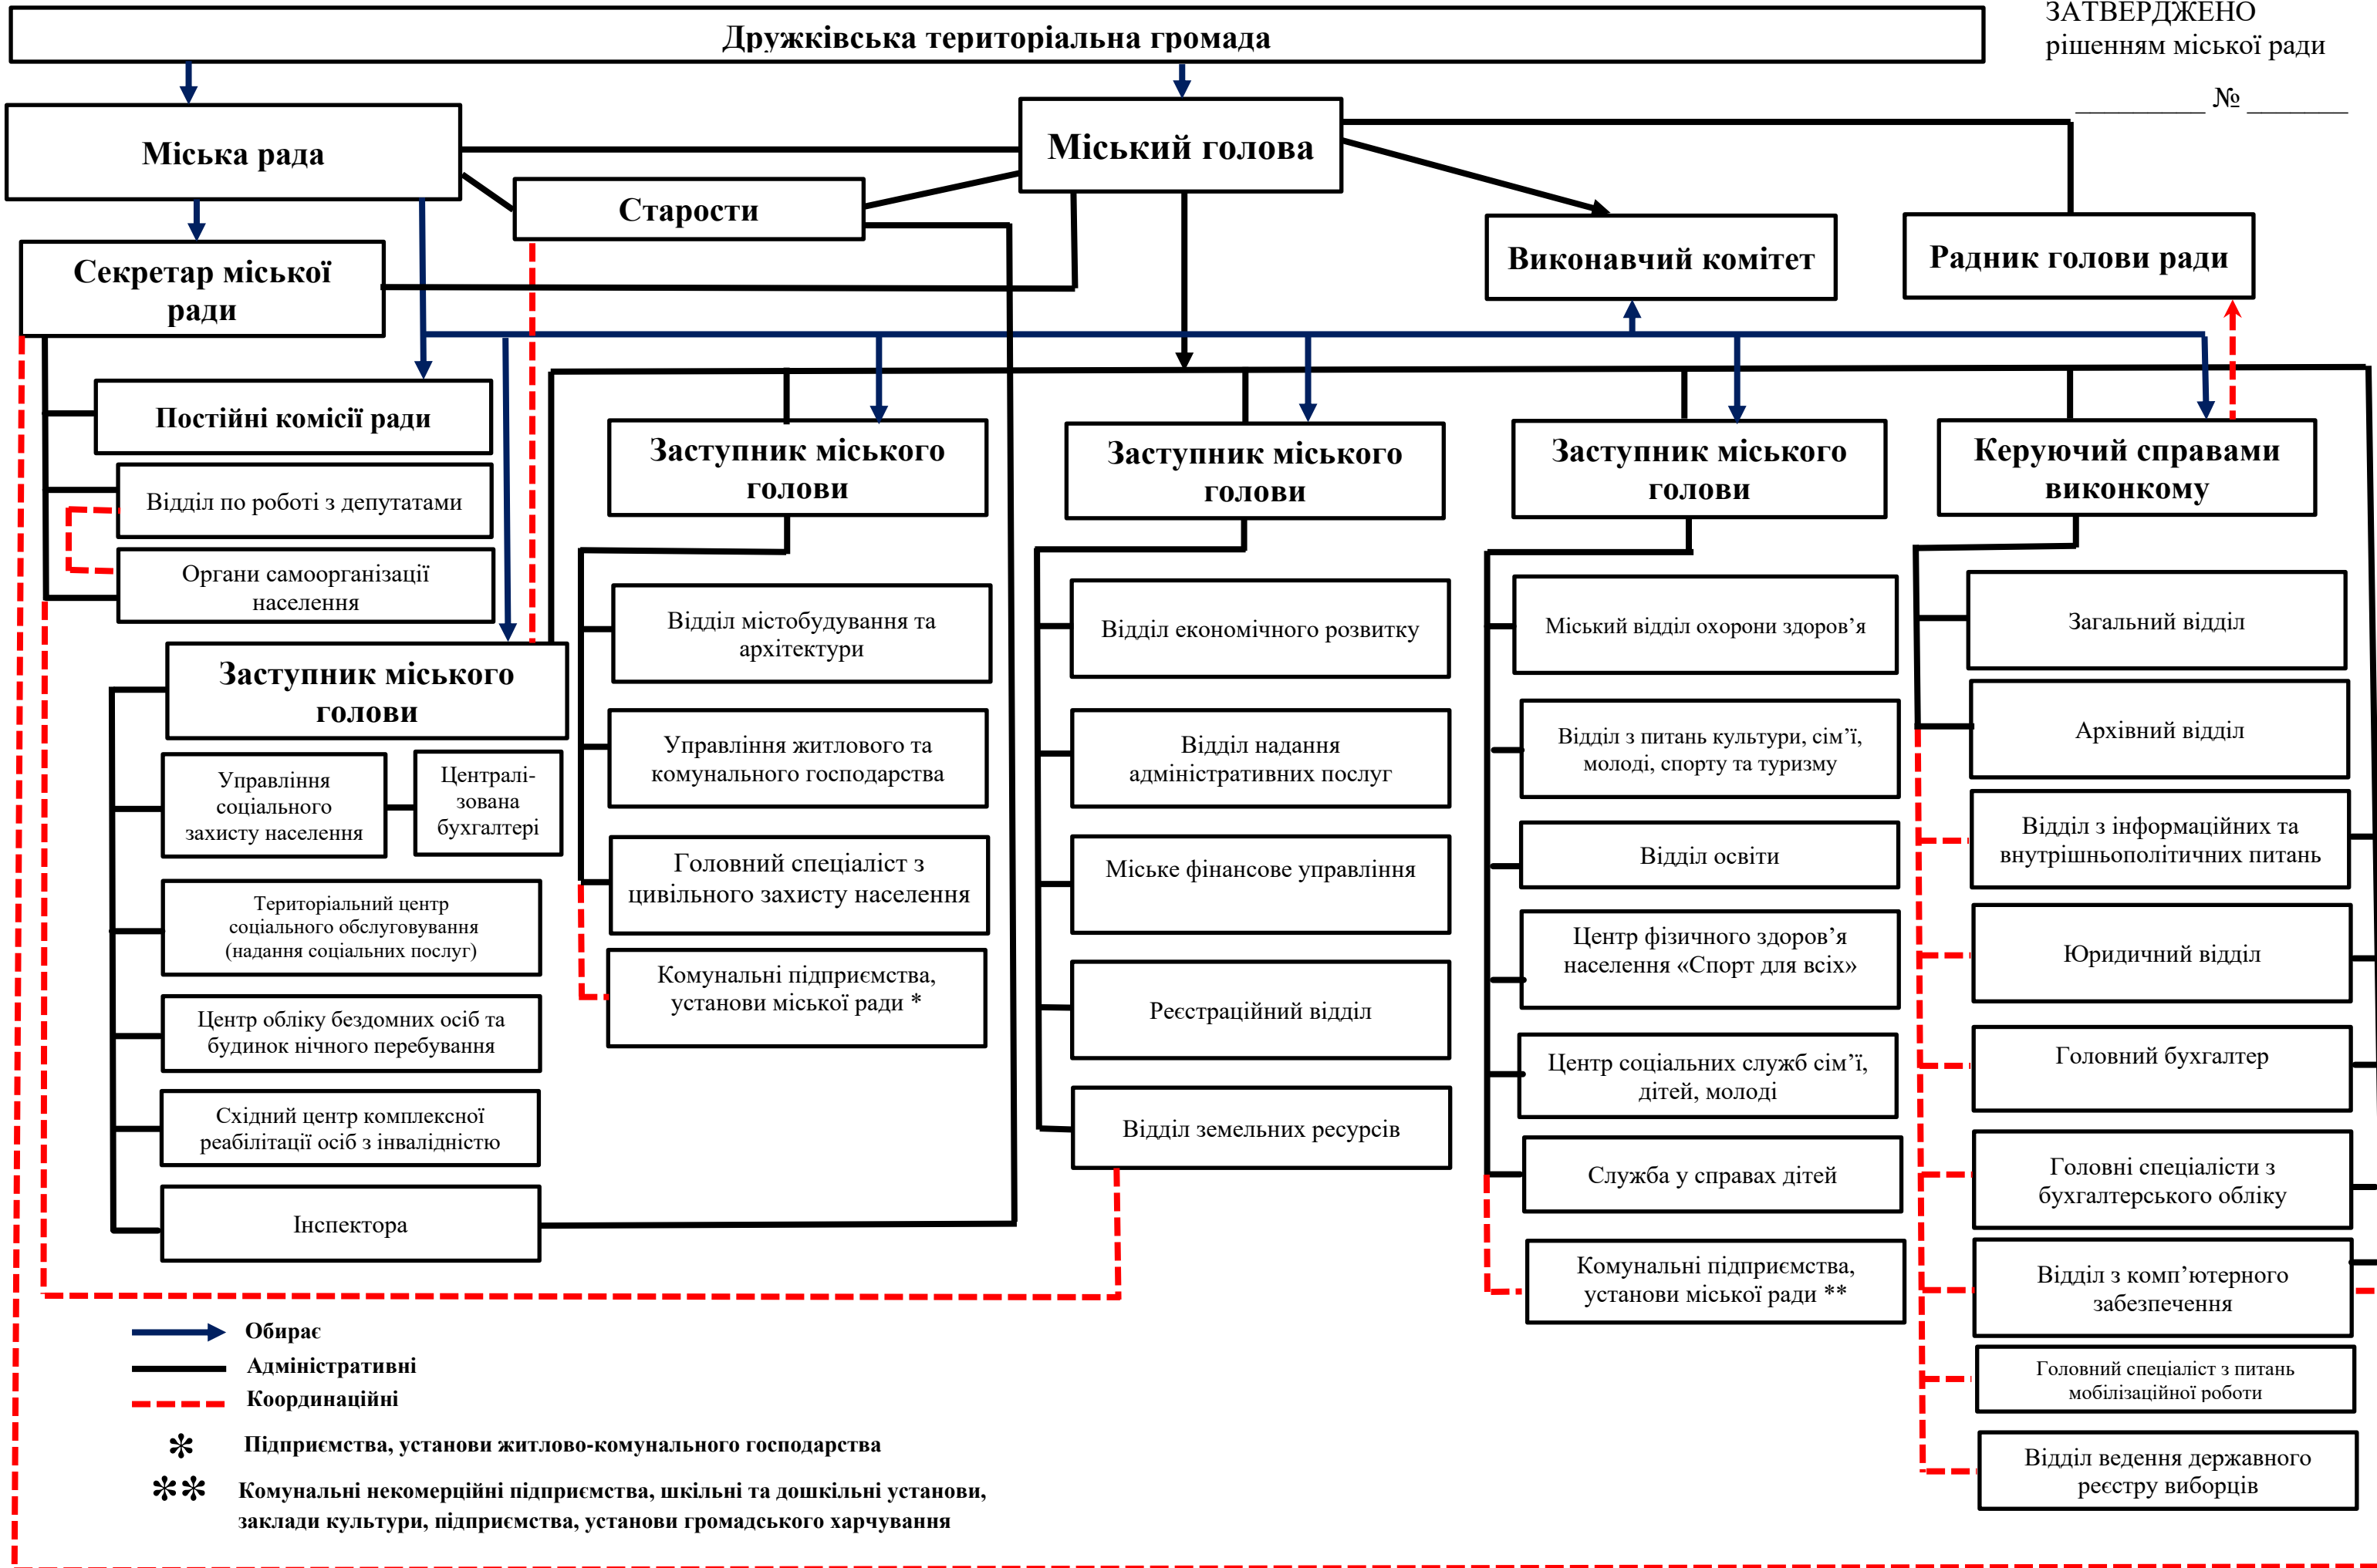 ЗАТВЕРДЖЕНО
рішенням міської ради
_________ № _______
Дружківська територіальна громада
Міська рада
Міський голова
Старости
Секретар міської
ради
Виконавчий комітет
Радник голови ради
Постійні комісії ради
Відділ по роботі з депутатами
Органи самоорганізації
населення
Заступник міського
голови
Управління
соціального
захисту населення
Централі-
зована
бухгалтері
Територіальний центр
соціального обслуговування
(надання соціальних послуг)
Центр обліку бездомних осіб та
будинок нічного перебування
Східний центр комплексної
реабілітації осіб з інвалідністю
Інспектора
Заступник міського
голови
Відділ містобудування та
архітектури
Управління житлового та
комунального господарства
Головний спеціаліст з
цивільного захисту населення
Комунальні підприємства,
установи міської ради *
Заступник міського
голови
Відділ економічного розвитку
Відділ надання
адміністративних послуг
Міське фінансове управління
Реєстраційний відділ
Відділ земельних ресурсів
Заступник міського
голови
Міський відділ охорони здоров’я
Відділ з питань культури, сім’ї,
молоді, спорту та туризму
Відділ освіти
Центр фізичного здоров’я
населення «Спорт для всіх»
Центр соціальних служб сім’ї,
дітей, молоді
Служба у справах дітей
Комунальні підприємства,
установи міської ради **
Керуючий справами
виконкому
Загальний відділ
Архівний відділ
Відділ з інформаційних та
внутрішньополітичних питань
Юридичний відділ
Головний бухгалтер
Головні спеціалісти з
бухгалтерського обліку
Відділ з комп’ютерного
забезпечення
Головний спеціаліст з питань
мобілізаційної роботи
Відділ ведення державного
реєстру виборців
Обирає
Адміністративні
Координаційні
* Підприємства, установи житлово-комунального господарства
** Комунальні некомерційні підприємства, шкільні та дошкільні установи,
заклади культури, підприємства, установи громадського харчування